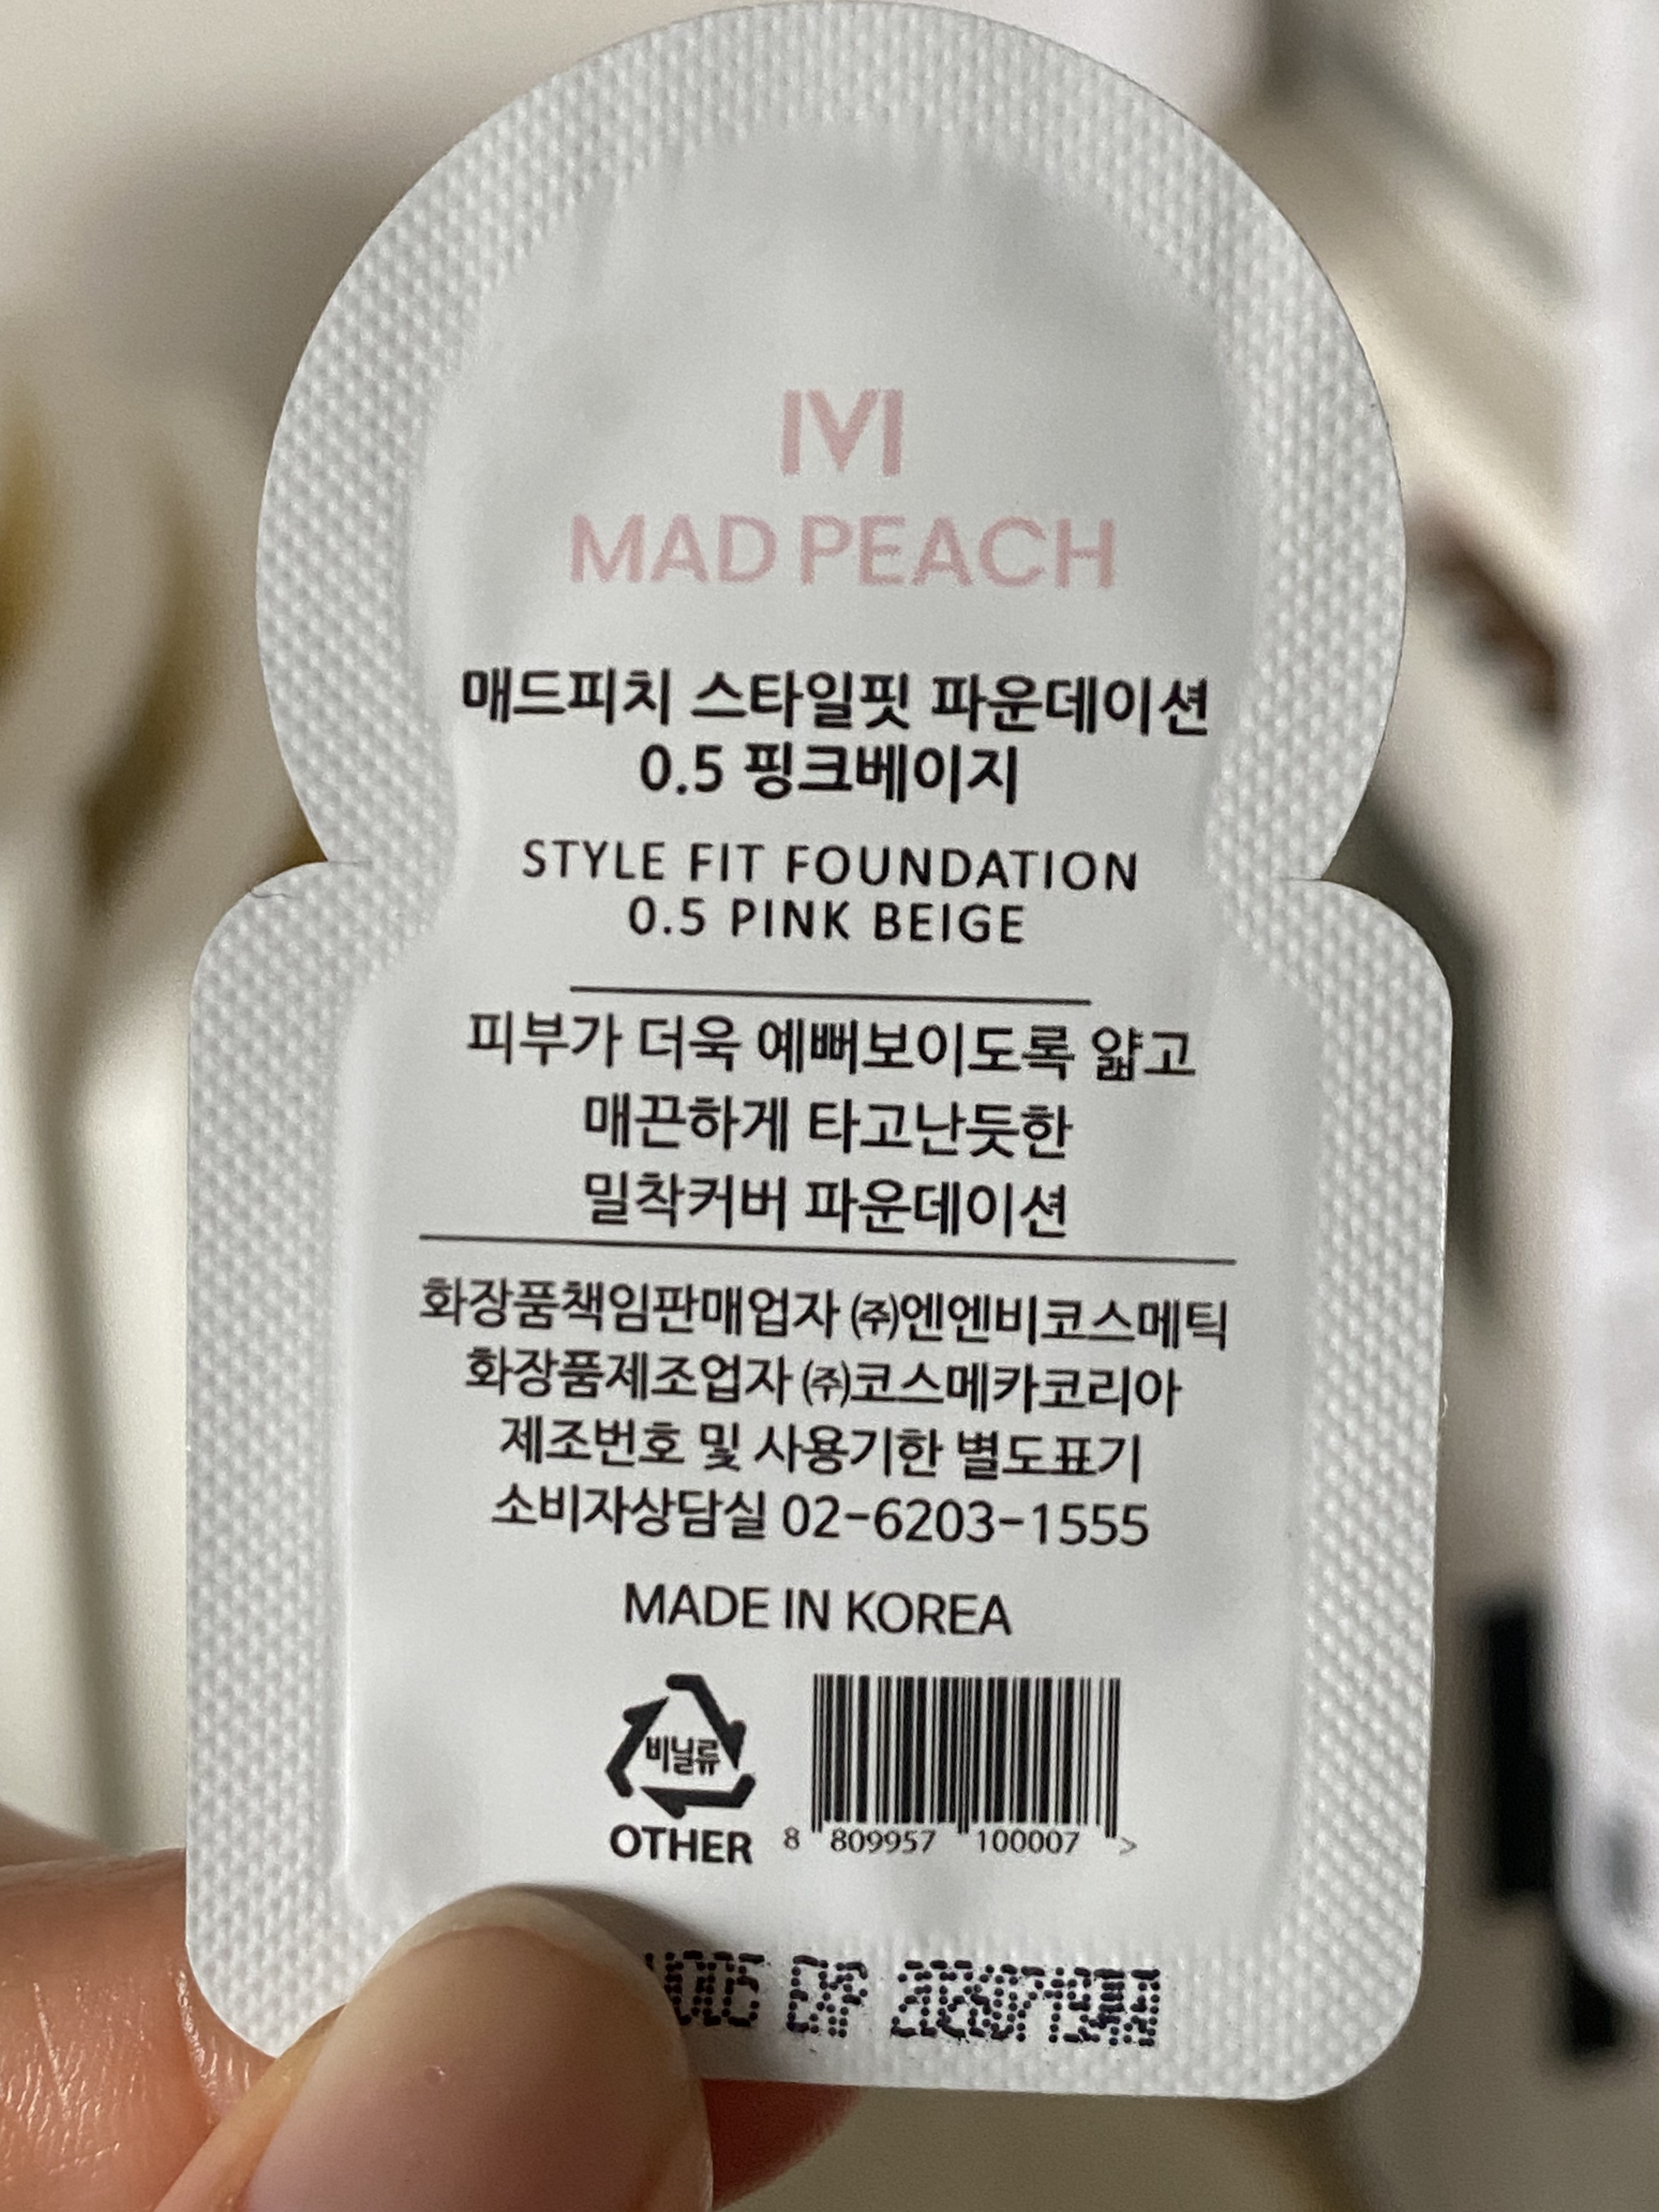 M
MAD PEACH
매드피치 스타일핏 파운데이션
0.5 핑크베이지
STYLE FIT FOUNDATION
0.5 PINK BEIGE
피부가 더욱 예뻐보이도록 얇고
매끈하게 타고난듯한
밀착커버 파운데이션
화장품책임판매업자 ㈜엔엔비코스메틱
화장품제조업자 ㈜코스메카코리아
제조번호 및 사용기한 별도표기
소비자상담실 02-6203-1555
MADE IN KOREA
비닐류
OTHER
8 809957 100007 >
EXP